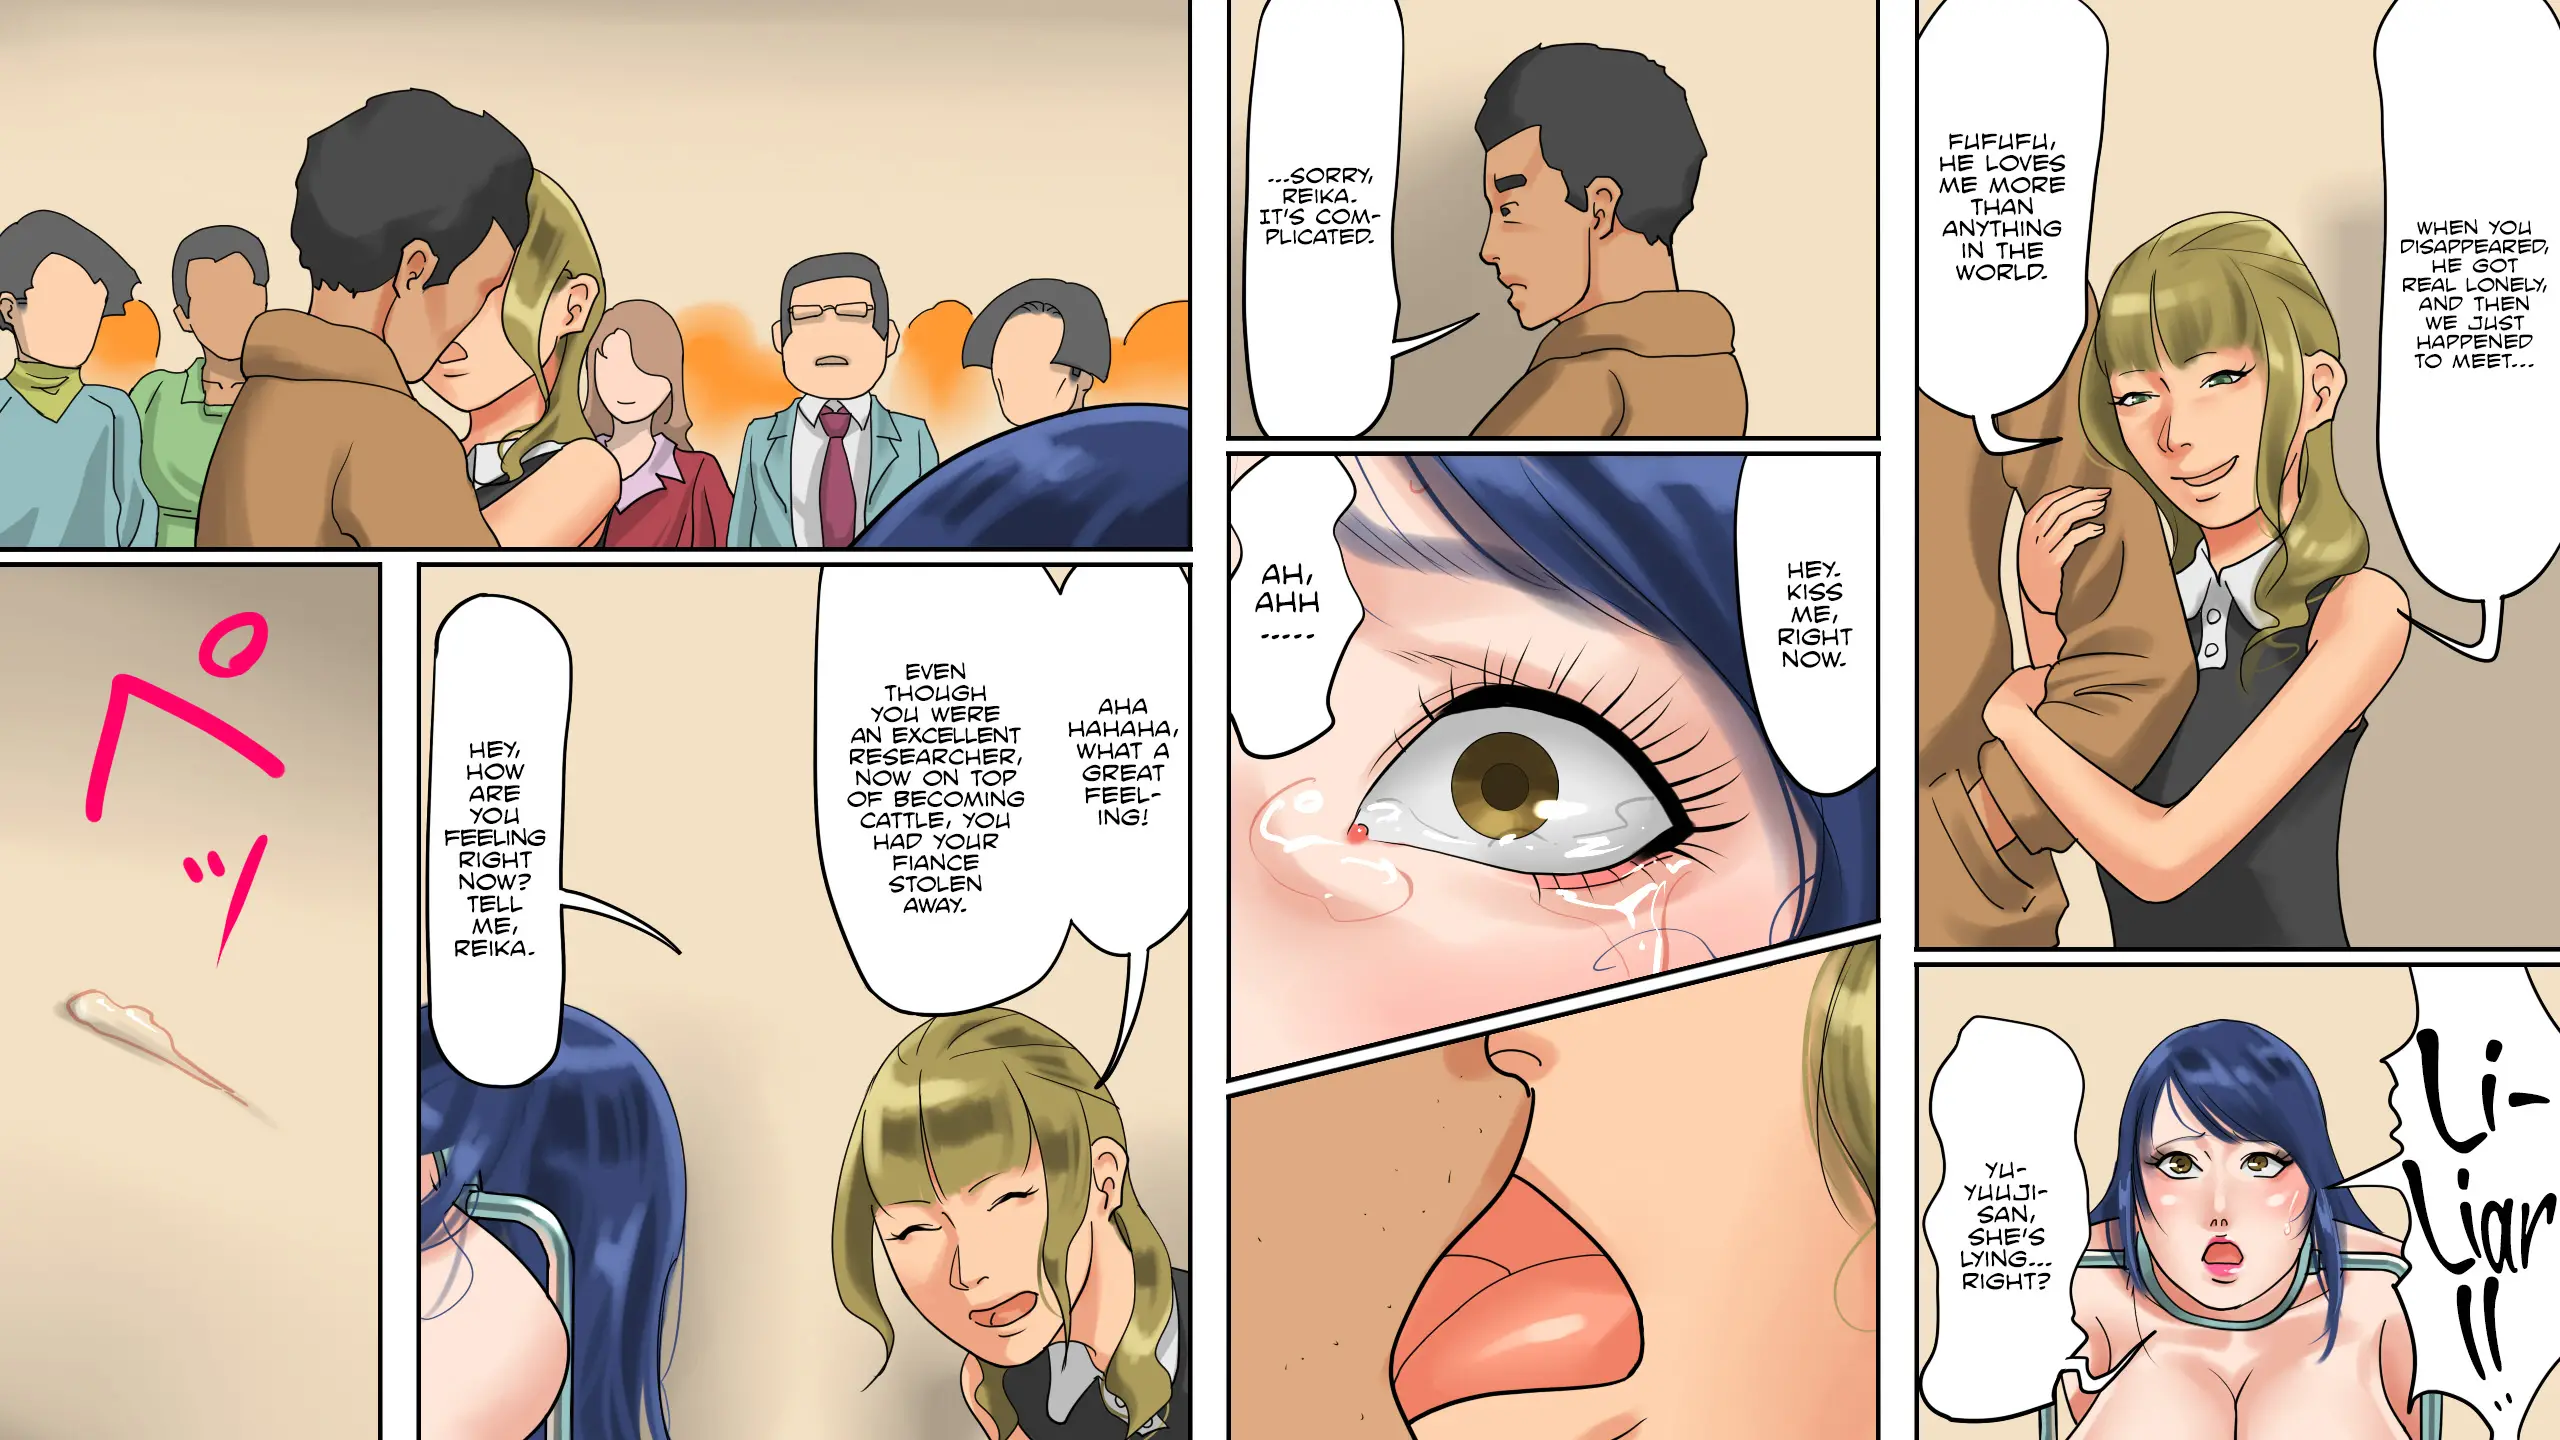 WHEN YOU
DISAPPEARED,
HE GOT
REAL LONELY,
AND THEN
WE JUST
HAPPENED
TO MEET...
FUFUFU,
HE LOVES
ME MORE
THAN
ANYTHING
IN THE
WORLD.
Li-
Liar
!!
YU-
YUUJI-
SAN,
SHE'S
LYING...
RIGHT?
...SORRY,
REIKA.
IT'S COM-
PLICATED.
HEY.
KISS
ME,
RIGHT
NOW.
AH,
AHH
.....
AHA
HAHAHA,
WHAT A
GREAT
FEEL-
ING!
EVEN
THOUGH
YOU WERE
AN EXCELLENT
RESEARCHER,
NOW ON TOP
OF BECOMING
CATTLE, YOU
HAD YOUR
FIANCE
STOLEN
AWAY.
HEY,
HOW
ARE
YOU
FEELING
RIGHT
NOW?
TELL
ME,
REIKA.
ペッ